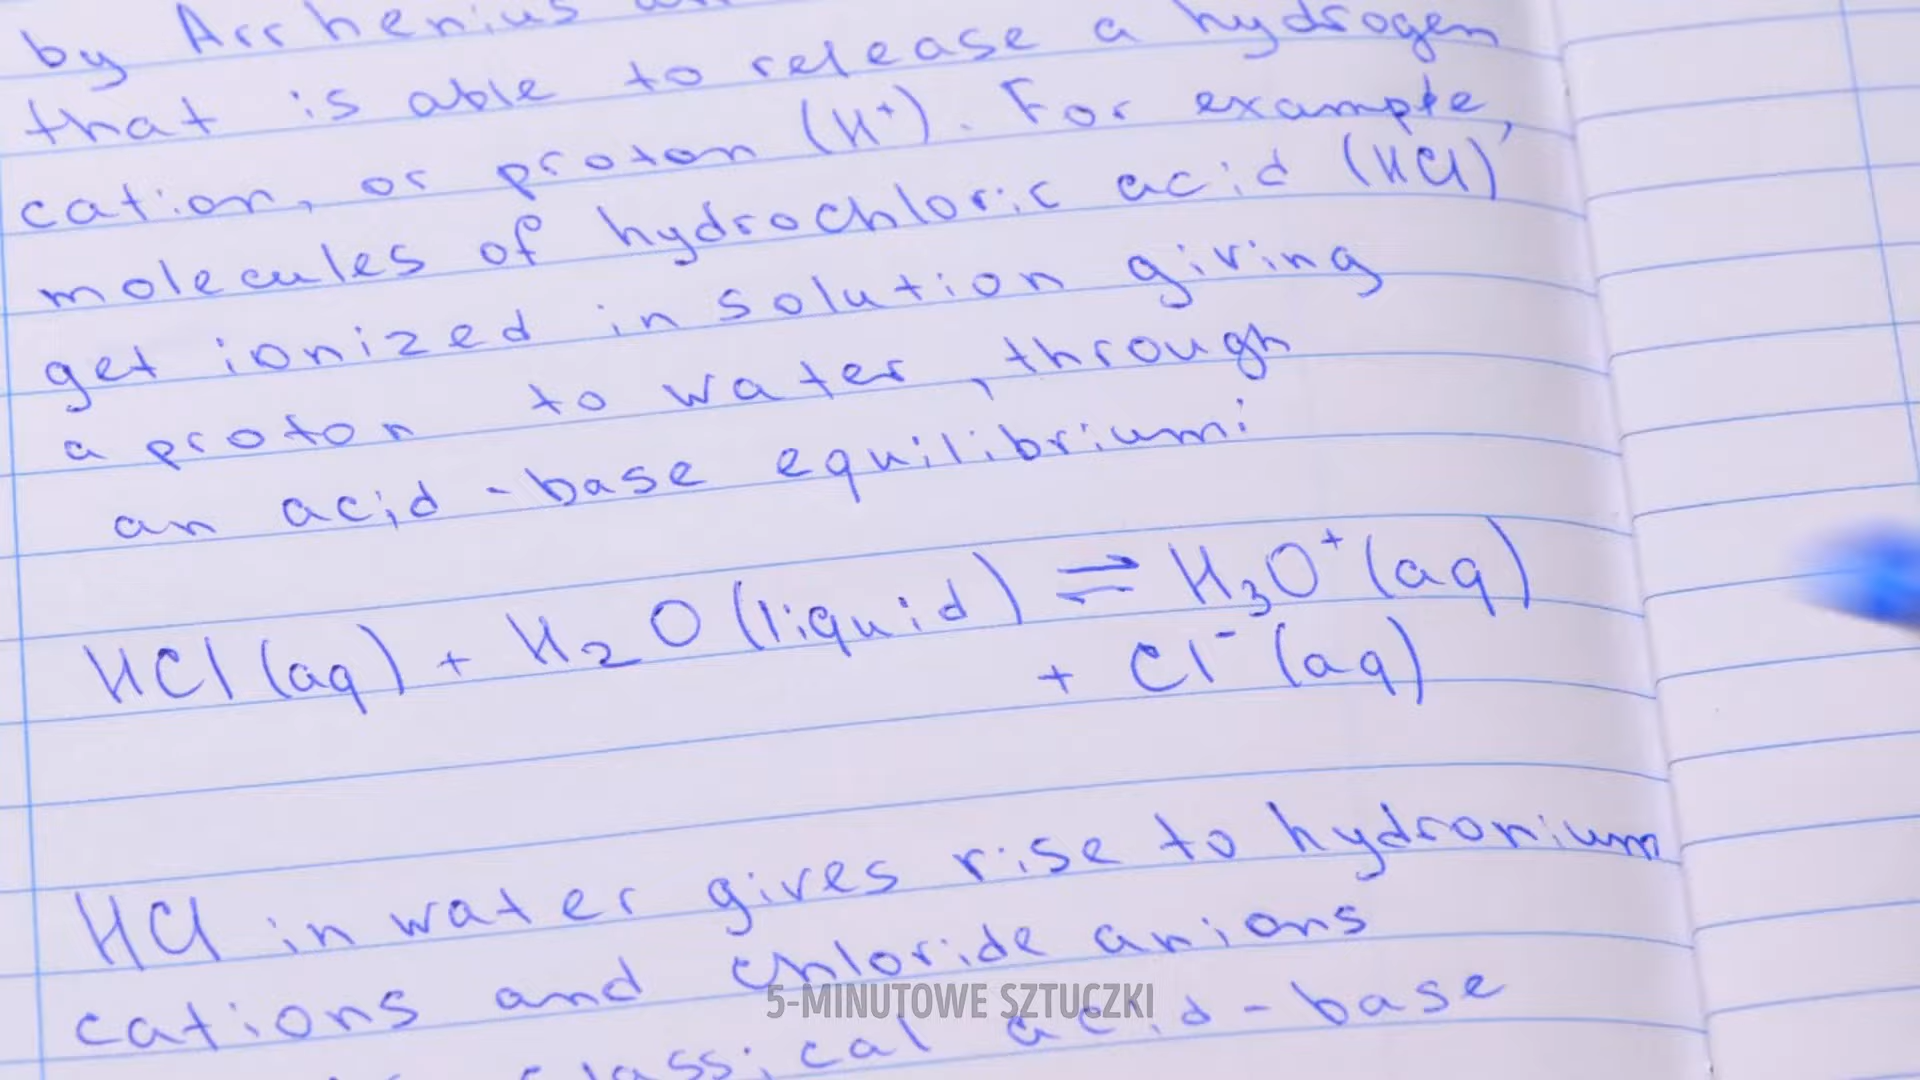 by Arrhenius
that is able to release a hydrogen
cation, or proton (H⁺). For example,
molecules of hydrochloric acid (HCl)
get ionized in solution giving
a proton to water, through
an acid-base equilibrium:
HCl(aq) + H₂O(liquid) ⇌ H₃O⁺(aq)
+ Cl⁻(aq)
HCl in water gives rise to hydronium
cations and chloride anions
classical acid-base
5-MINUTOWE SZTUCZKI